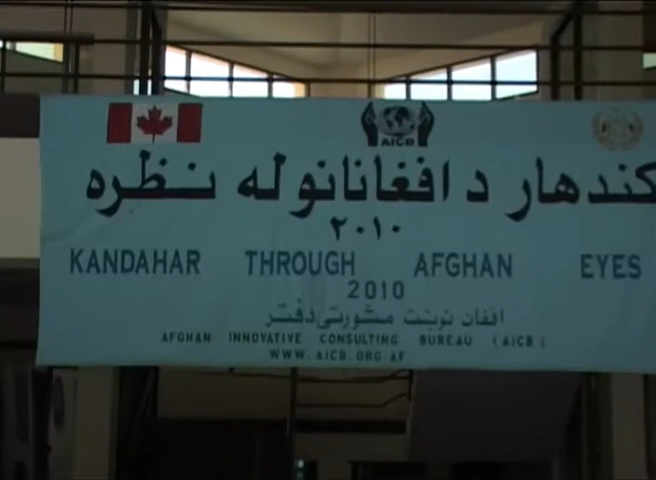 AICB
کندهار د افغانانوله نظره
۲۰۱۰
KANDAHAR THROUGH AFGHAN EYES
2010
افغان نوښت مشورتی دفتر
AFGHAN INNOVATIVE CONSULTING BUREAU (AICB)
WWW.AICB.ORG.AF